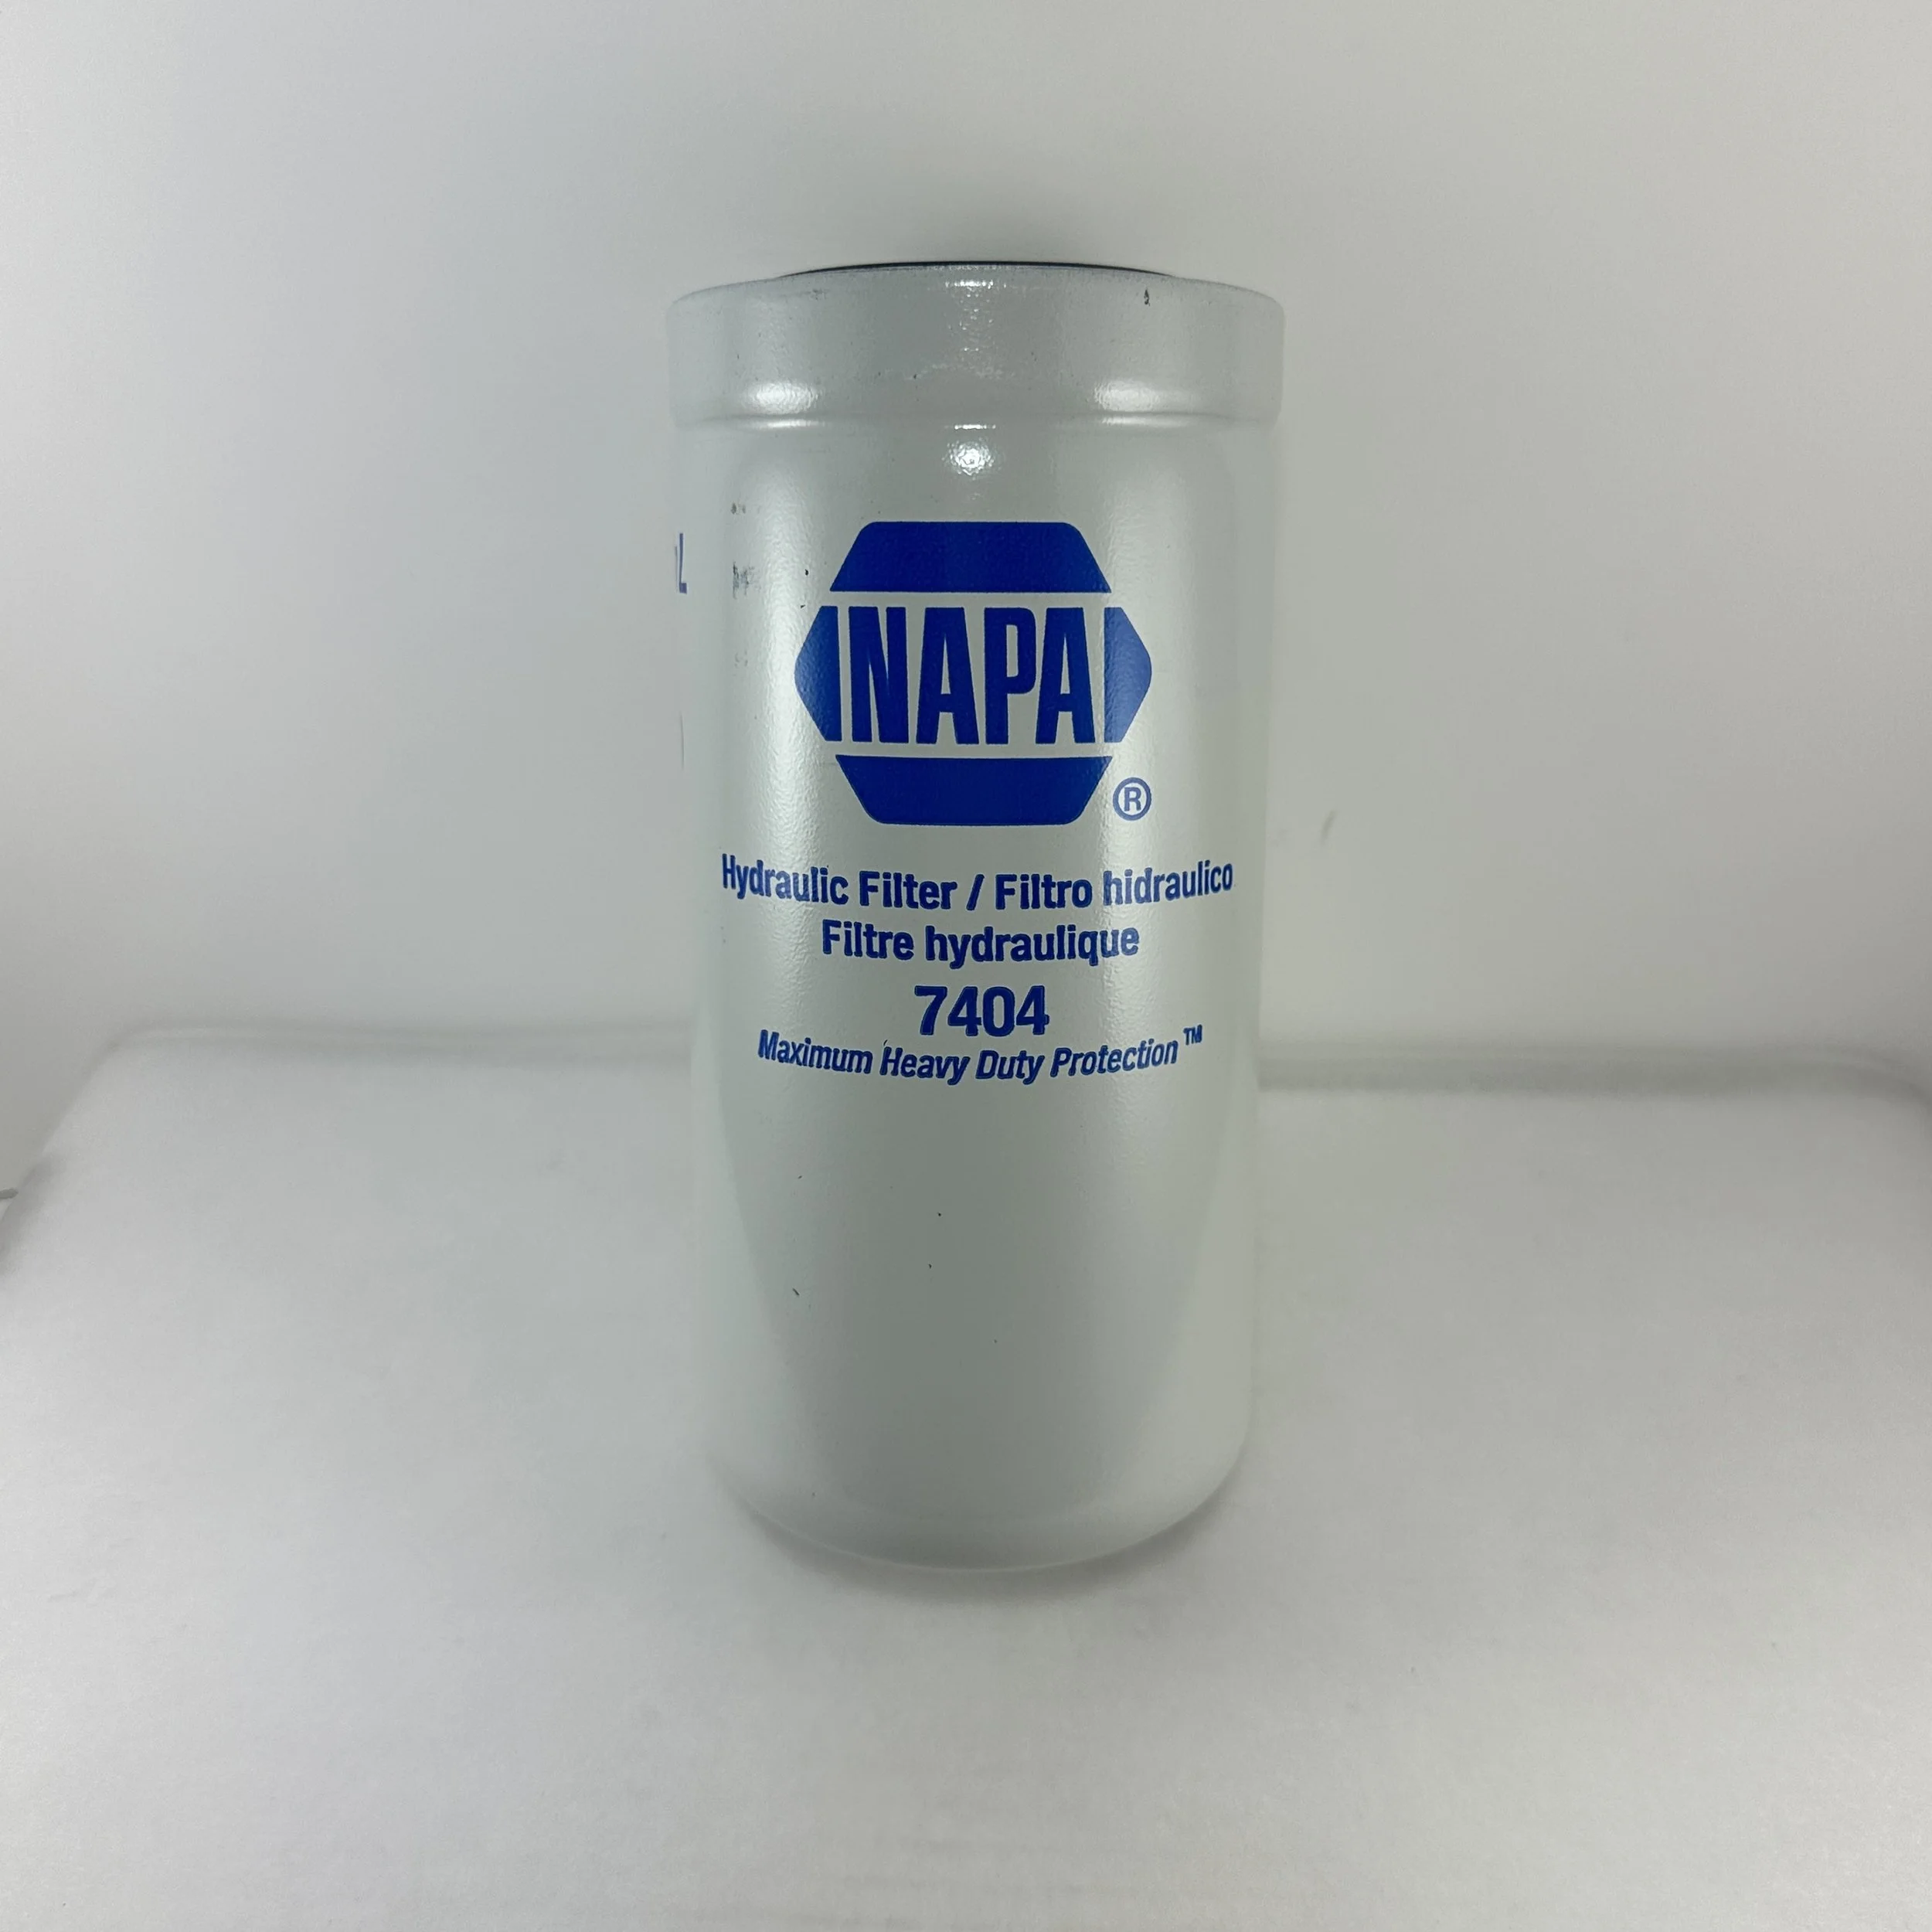 NAPA
®
Hydraulic Filter / Filtro hidraulico
Filtre hydraulique
7404
Maximum Heavy Duty Protection™